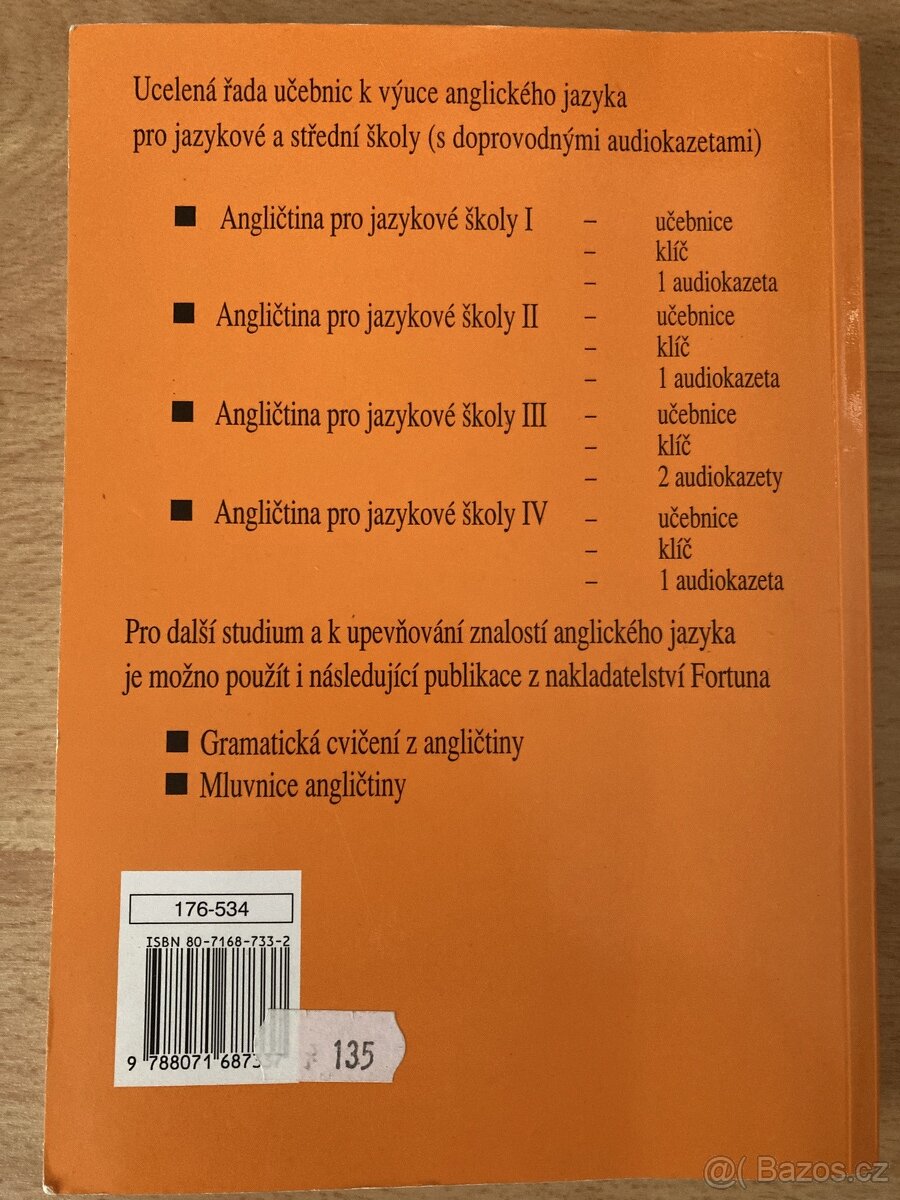 Ucelená řada učebnic k výuce anglického jazyka
pro jazykové a střední školy (s doprovodnými audiokazetami)
■ Angličtina pro jazykové školy I – učebnice
– klíč
– 1 audiokazeta
■ Angličtina pro jazykové školy II – učebnice
– klíč
– 1 audiokazeta
■ Angličtina pro jazykové školy III – učebnice
– klíč
– 2 audiokazety
■ Angličtina pro jazykové školy IV – učebnice
– klíč
– 1 audiokazeta
Pro další studium a k upevňování znalostí anglického jazyka
je možno použít i následující publikace z nakladatelství Fortuna
■ Gramatická cvičení z angličtiny
■ Mluvnice angličtiny
176-534
ISBN 80-7168-733-2
9 788071 687
135
@( Bazos.cz